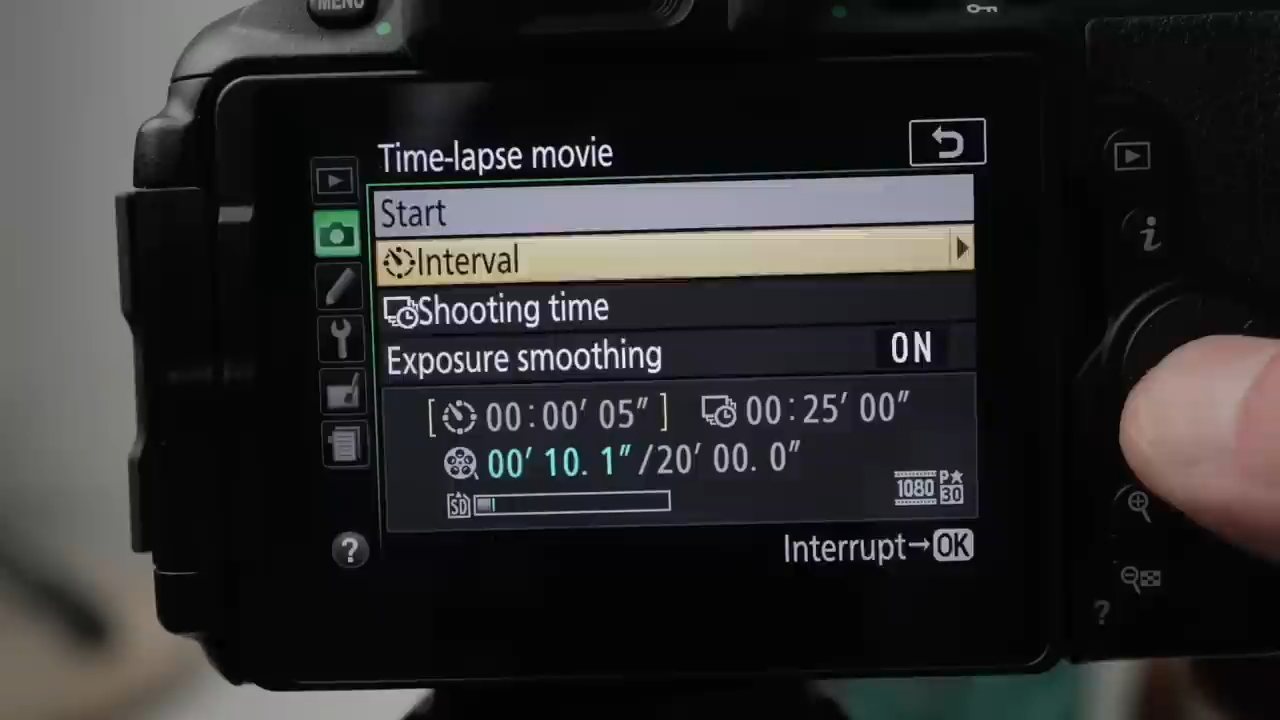 MENU
Time-lapse movie
Start
Interval
Shooting time
Exposure smoothing ON
[00:00′ 05″] 00:25′ 00″
00′ 10. 1″/20′ 00. 0″
SD
1080 P★ 30
? Interrupt→OK
i
?